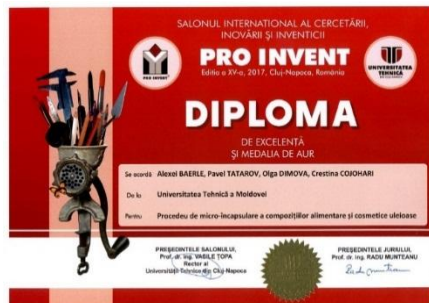 SALONUL INTERNAȚIONAL AL CERCETĂRII,
INOVĂRII ȘI INVENTICII
PRO INVENT
Editia a XV-a, 2017, Cluj-Napoca, România
PRO INVENT
UNIVERSITATEA
TEHNICĂ
DIPLOMA
DE EXCELENȚĂ
ȘI MEDALIA DE AUR
Se acordă Alexei BAERLE, Pavel TATAROV, Olga DIMOVA, Crestina COJOHARI
De la Universitatea Tehnică a Moldovei
Pentru Procedeu de micro-incapsulare a compozițiilor alimentare și cosmetice uleioase
PREȘEDINTELE SALONULUI,
Prof. dr. ing. VASILE TOPA
Rector al
Universității Tehnice din Cluj-Napoca
PREȘEDINTELE JURIULUI,
Prof. dr. ing. RADU MUNTEANU